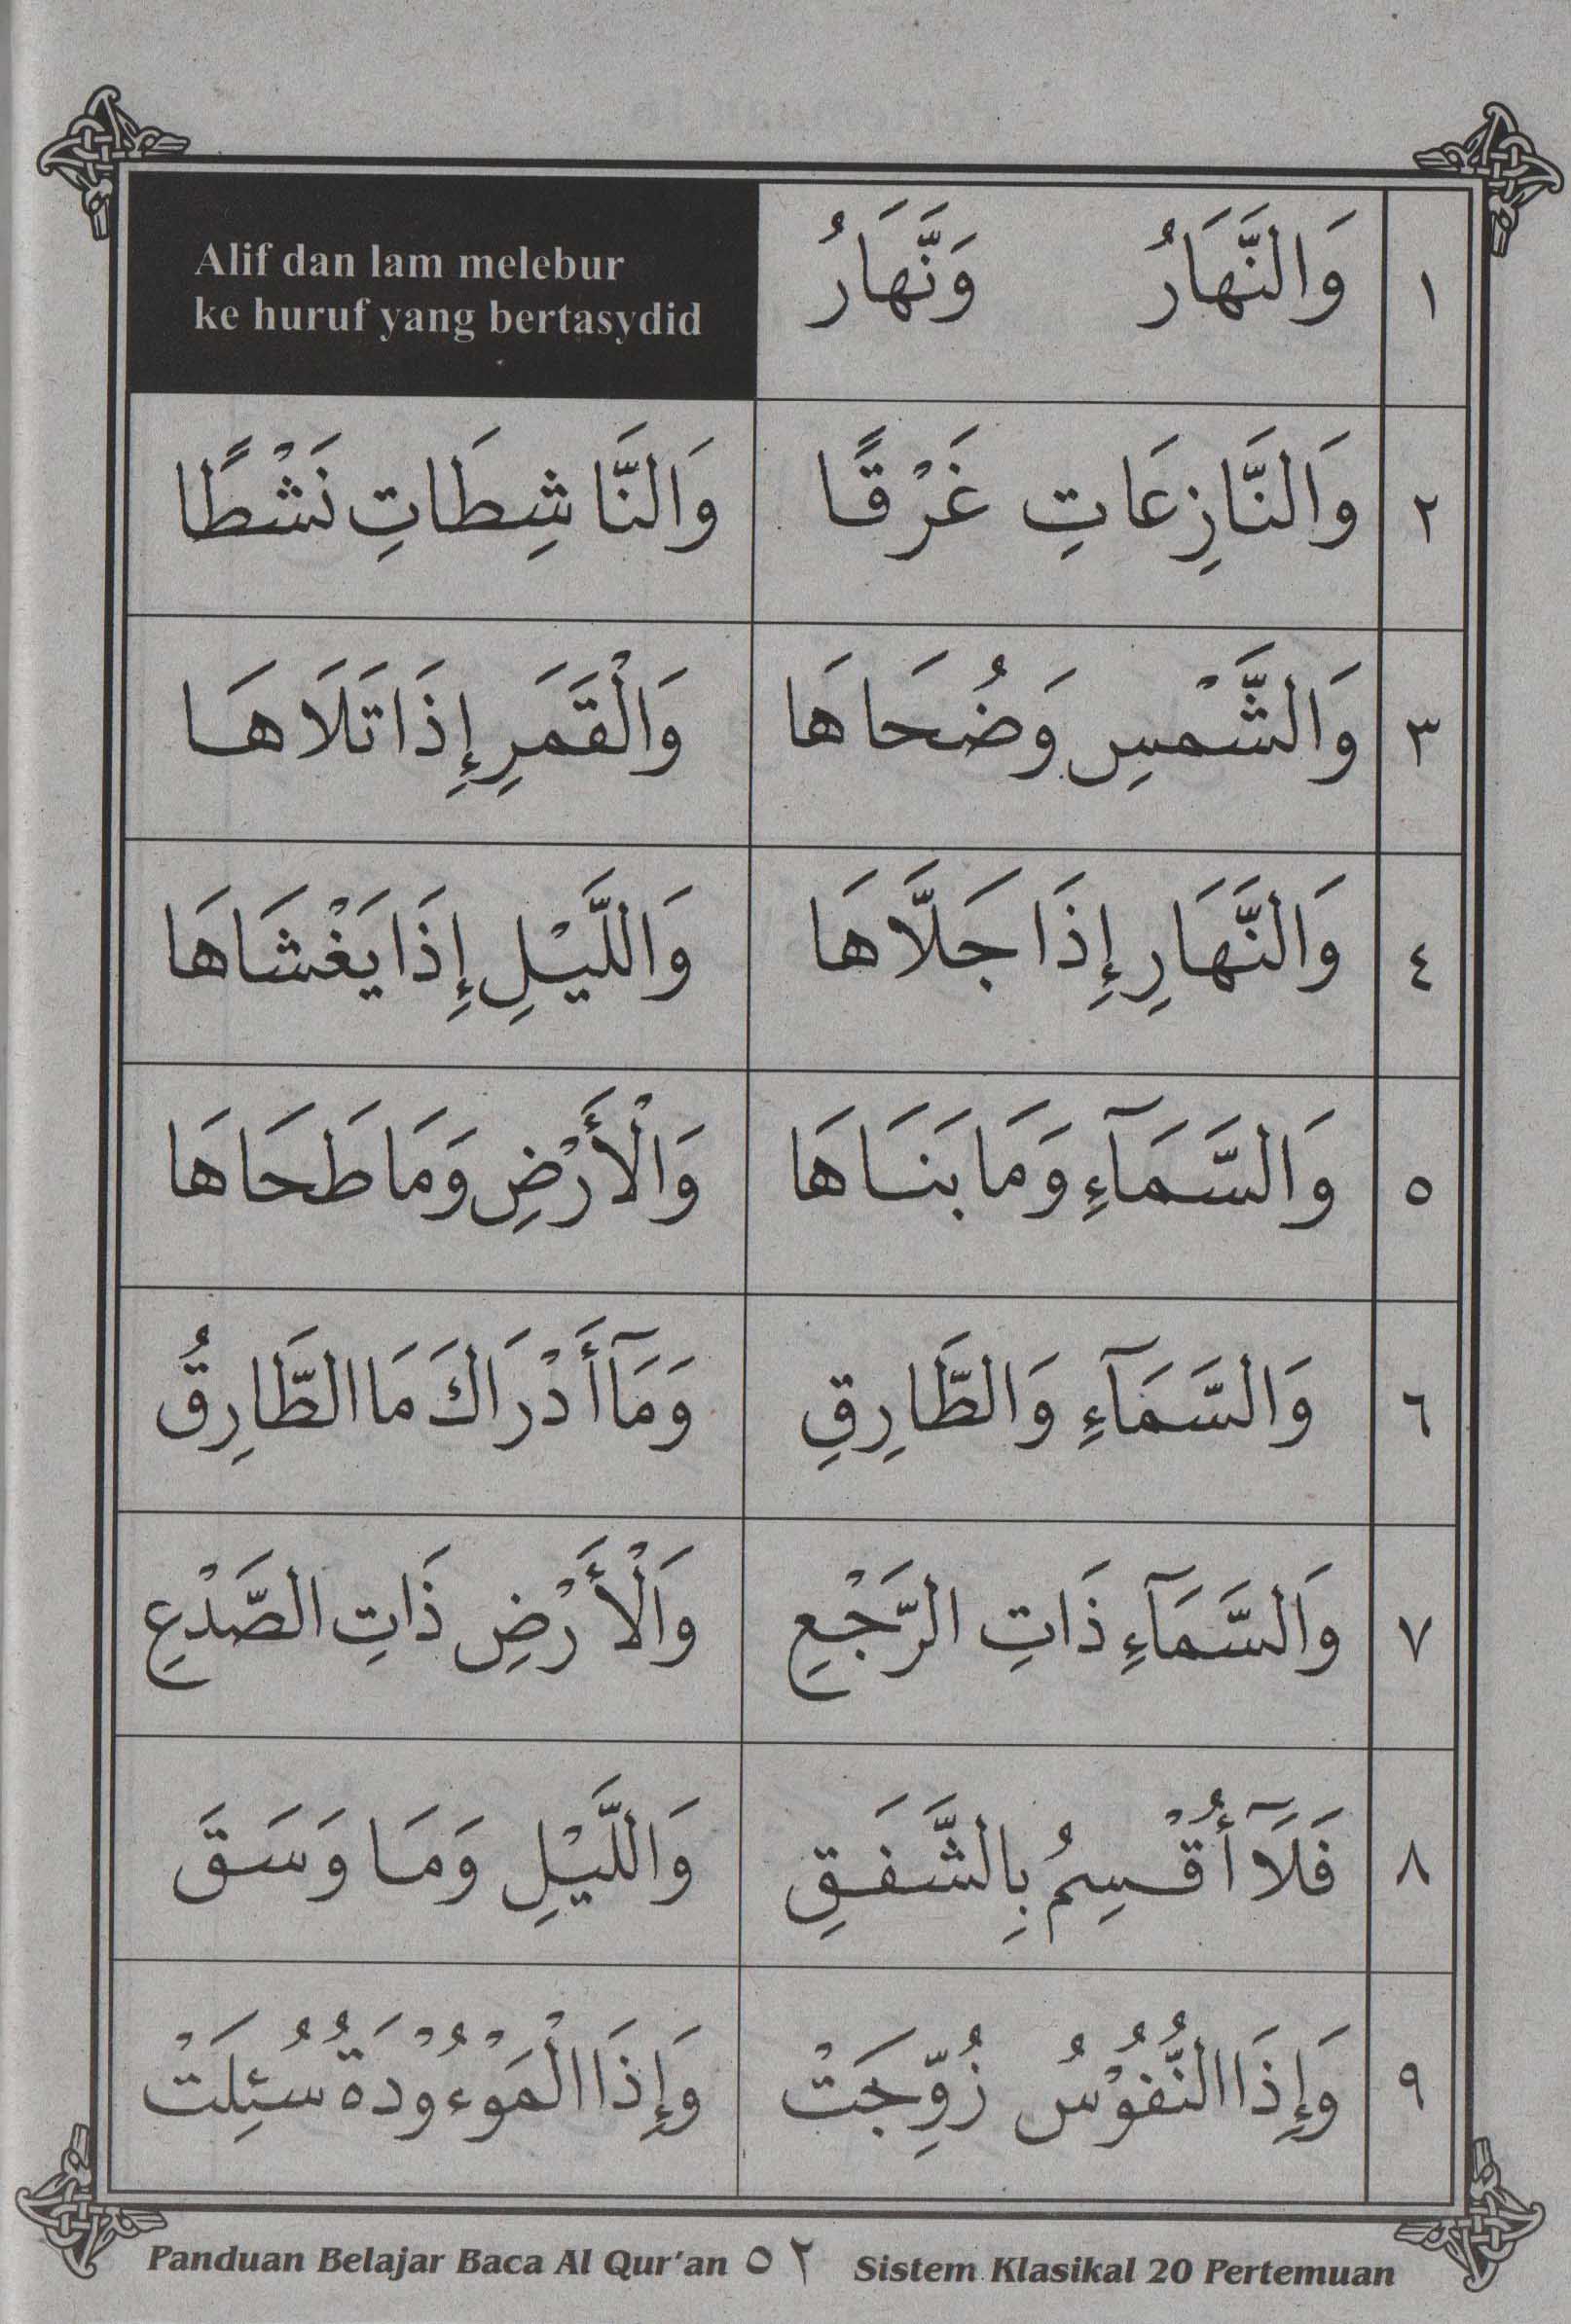 ١ وَالنَّهَارُ وَنَّهَارُ
Alif dan lam melebur
ke huruf yang bertasydid
٢ وَالنَّازِعَاتِ غَرْقًا وَالنَّاشِطَاتِ نَشْطًا
٣ وَالشَّمْسِ وَضُحَاهَا وَالْقَمَرِ إِذَا تَلَاهَا
٤ وَالنَّهَارِ إِذَا جَلَّاهَا وَاللَّيْلِ إِذَا يَغْشَاهَا
٥ وَالسَّمَآءِ وَمَا بَنَاهَا وَالْأَرْضِ وَمَا طَحَاهَا
٦ وَالسَّمَآءِ وَالطَّارِقِ وَمَآ أَدْرَاكَ مَا الطَّارِقُ
٧ وَالسَّمَآءِ ذَاتِ الرَّجْعِ وَالْأَرْضِ ذَاتِ الصَّدْعِ
٨ فَلَآ أُقْسِمُ بِالشَّفَقِ وَاللَّيْلِ وَمَا وَسَقَ
٩ وَإِذَا النُّفُوْسُ زُوِّجَتْ وَإِذَا الْمَوْءُوْدَةُ سُئِلَتْ
Panduan Belajar Baca Al Qur'an ٥٢ Sistem Klasikal 20 Pertemuan